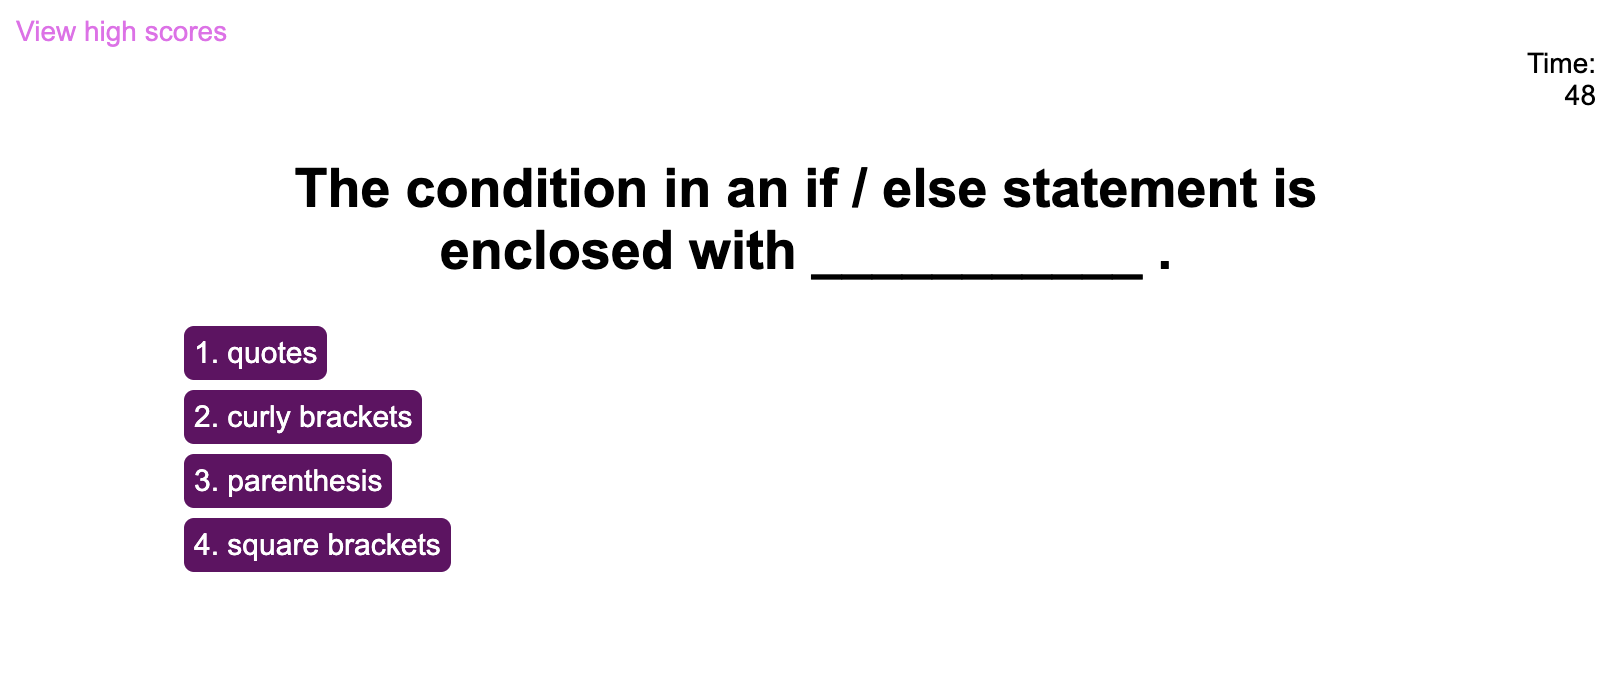 View high scores
Time:
48
The condition in an if / else statement is
enclosed with ___________ .
1. quotes
2. curly brackets
3. parenthesis
4. square brackets